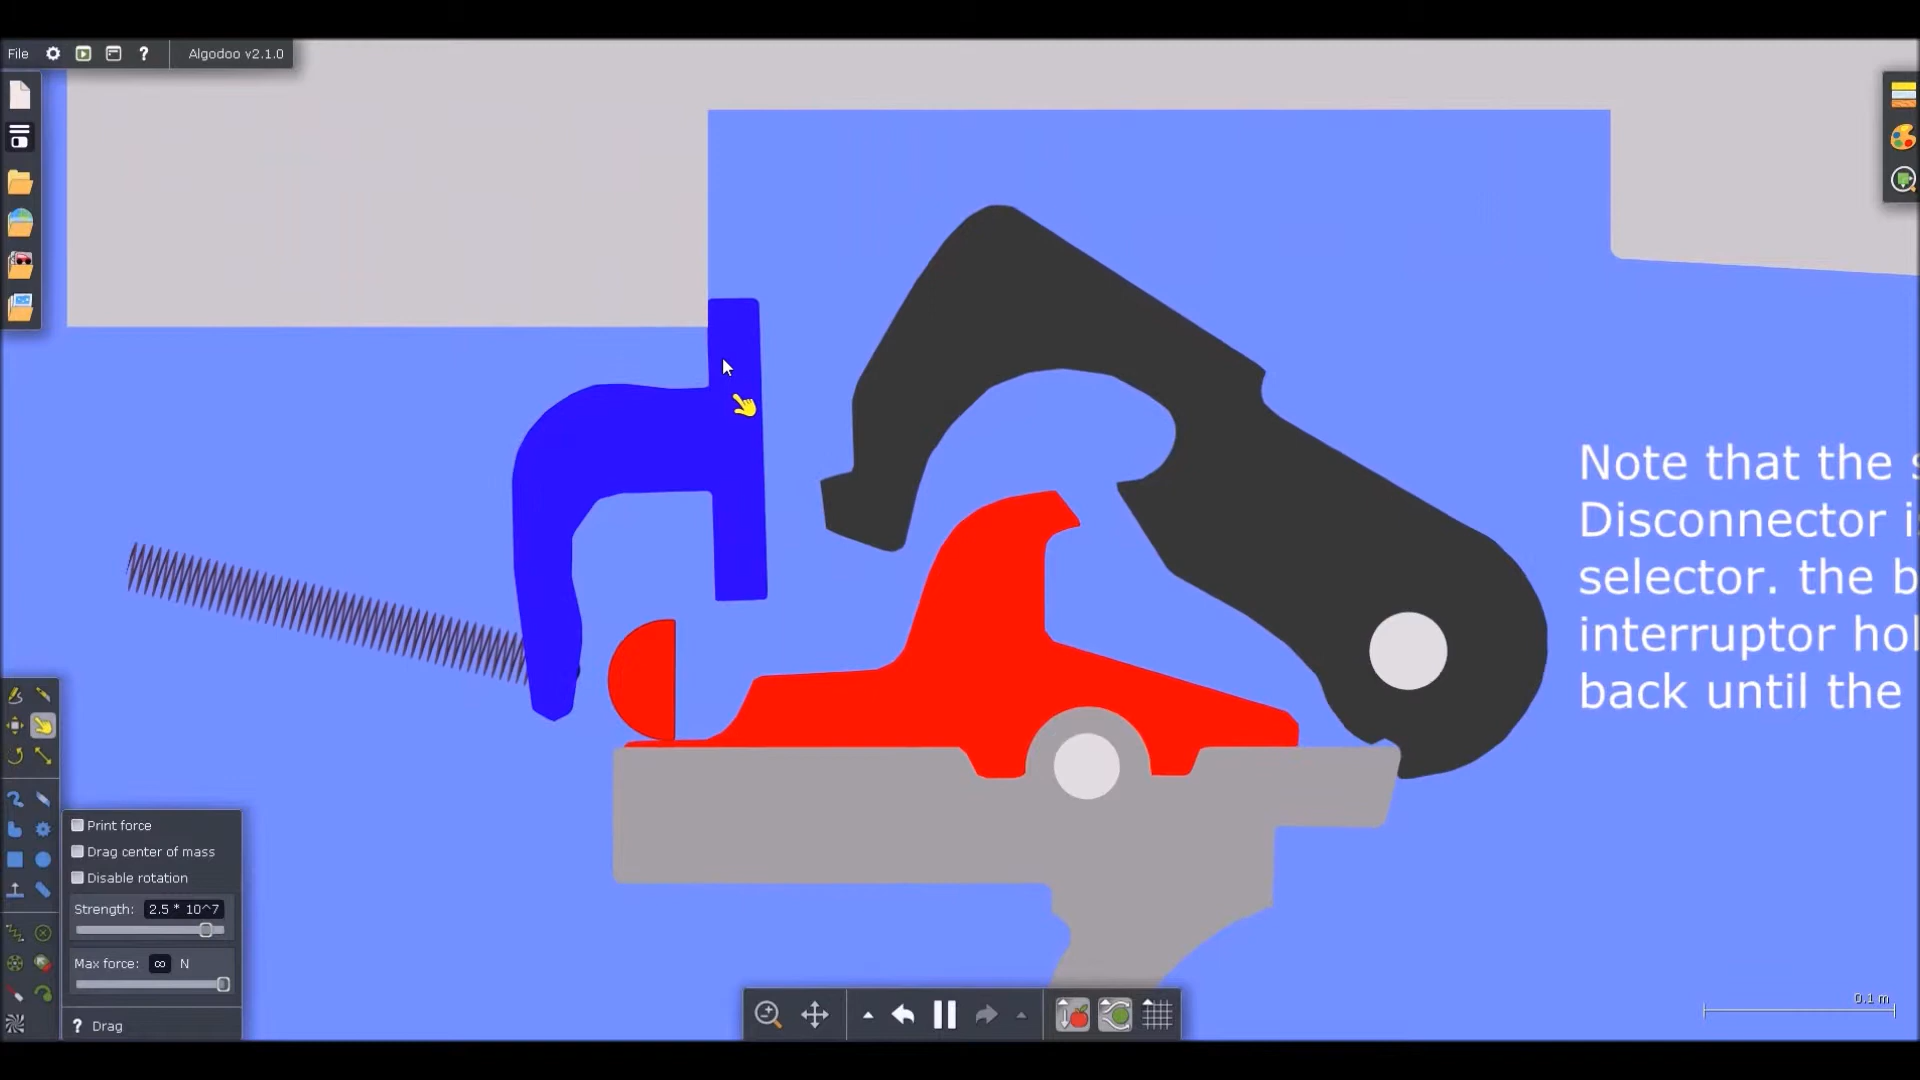 File ? Algodoo v2.1.0
Note that the
Disconnector
selector. the
interruptor
back until the
Print force
Drag center of mass
Disable rotation
Strength: 2.5 * 10^7
Max force: ∞ N
? Drag
0.1 m